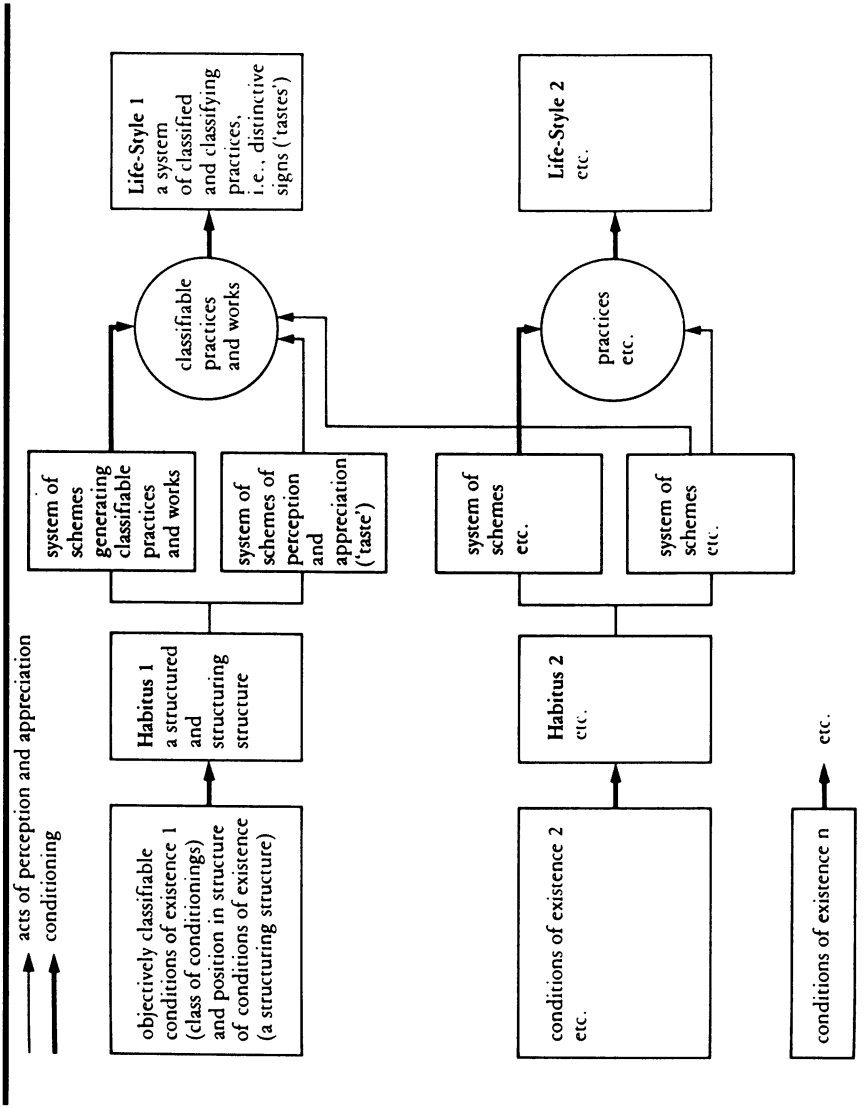 acts of perception and appreciation
conditioning
objectively classifiable
conditions of existence 1
(class of conditionings)
and position in structure
of conditions of existence
(a structuring structure)
Habitus 1
a structured
and
structuring
structure
system of
schemes
generating
classifiable
practices
and works
system of
schemes of
perception
and
appreciation
(‘taste’)
classifiable
practices
and works
Life-Style 1
a system
of classified
and classifying
practices,
i.e., distinctive
signs (‘tastes’)
conditions of existence 2
etc.
Habitus 2
etc.
system of
schemes
etc.
system of
schemes
etc.
practices
etc.
Life-Style 2
etc.
conditions of existence n
etc.